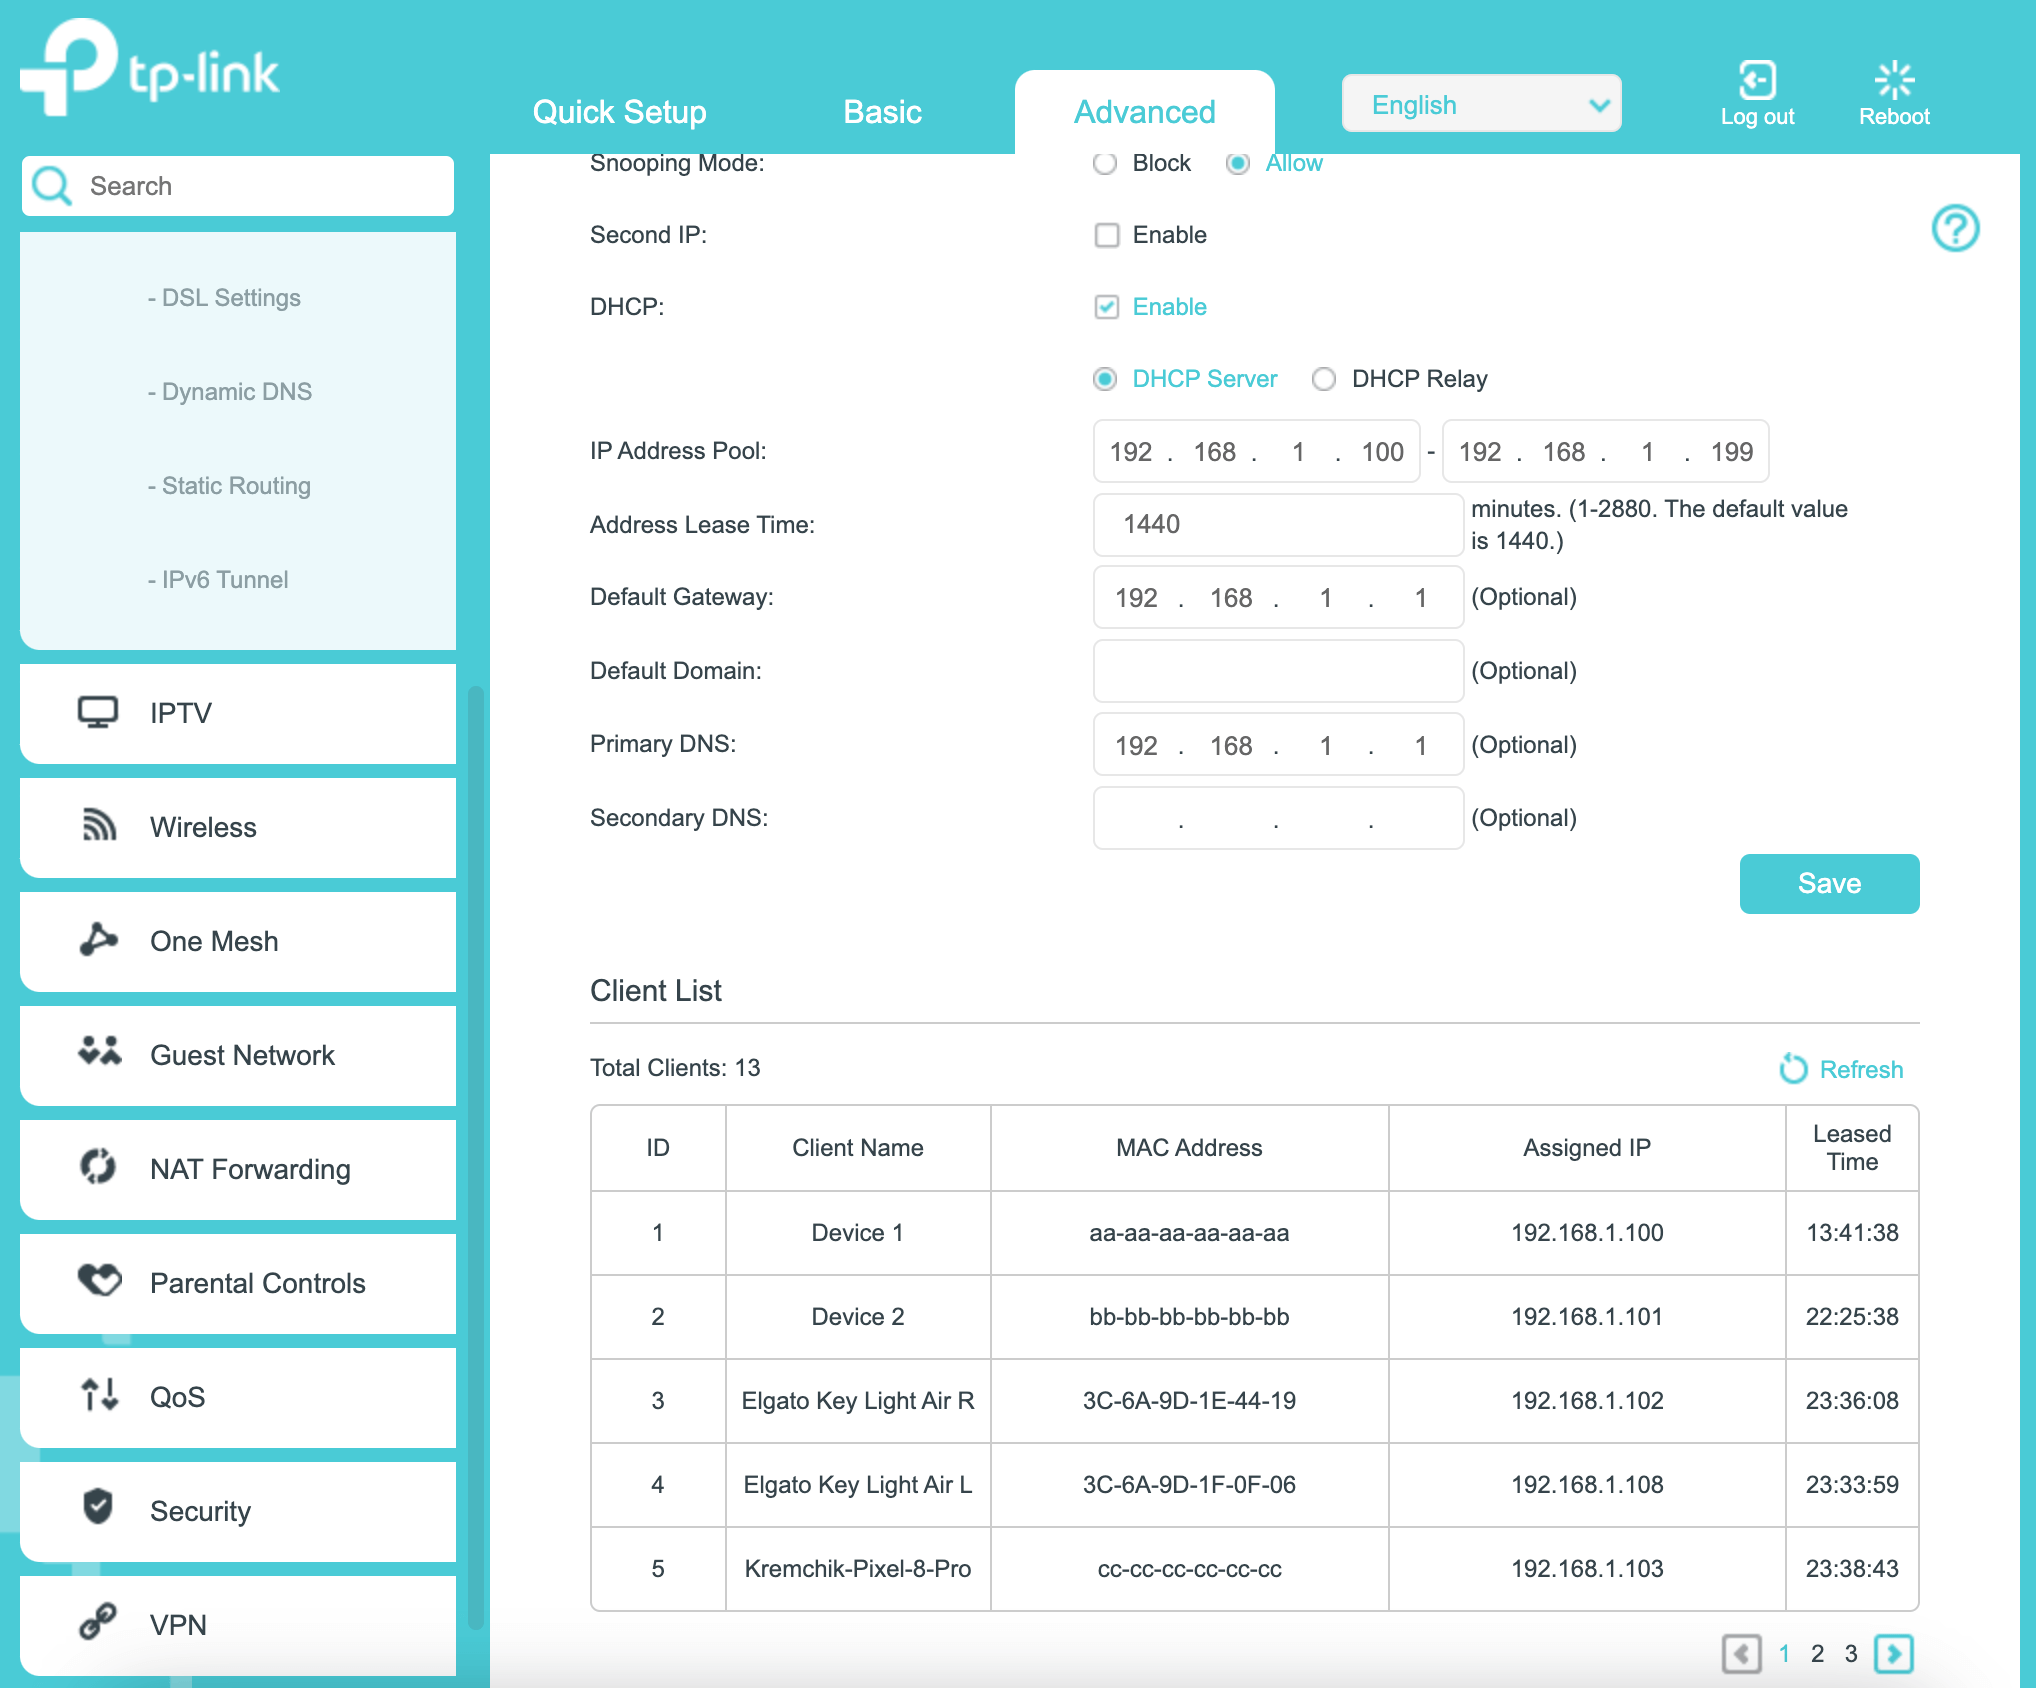 tp-link
Quick Setup
Basic
Advanced
English
Log out
Reboot
Search
- DSL Settings
- Dynamic DNS
- Static Routing
- IPv6 Tunnel
IPTV
Wireless
One Mesh
Guest Network
NAT Forwarding
Parental Controls
QoS
Security
VPN
Snooping Mode: Block Allow
Second IP: Enable
DHCP: Enable
DHCP Server DHCP Relay
IP Address Pool: 192 . 168 . 1 . 100 - 192 . 168 . 1 . 199
Address Lease Time: 1440 minutes. (1-2880. The default value
is 1440.)
Default Gateway: 192 . 168 . 1 . 1 (Optional)
Default Domain: (Optional)
Primary DNS: 192 . 168 . 1 . 1 (Optional)
Secondary DNS: . . . (Optional)
Save
Client List
Total Clients: 13
Refresh
ID Client Name MAC Address Assigned IP Leased
Time
1 Device 1 aa-aa-aa-aa-aa-aa 192.168.1.100 13:41:38
2 Device 2 bb-bb-bb-bb-bb-bb 192.168.1.101 22:25:38
3 Elgato Key Light Air R 3C-6A-9D-1E-44-19 192.168.1.102 23:36:08
4 Elgato Key Light Air L 3C-6A-9D-1F-0F-06 192.168.1.108 23:33:59
5 Kremchik-Pixel-8-Pro cc-cc-cc-cc-cc-cc 192.168.1.103 23:38:43
1 2 3